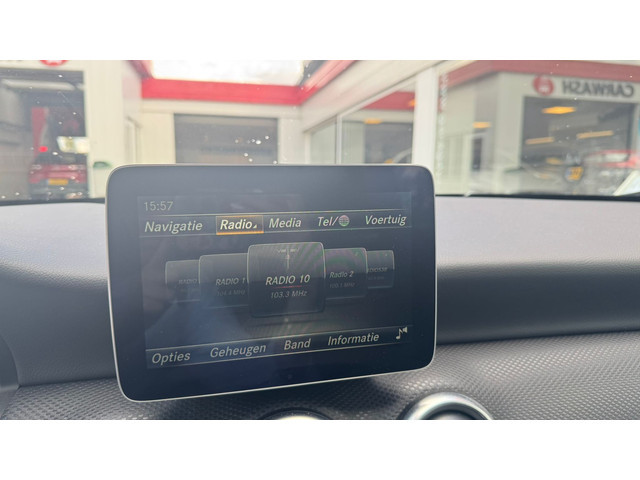 CARWASH
15:57
Navigatie Radio Media Tel/ Voertuig
RADIO 1 RADIO 10 Radio 2
103.3 MHz
Opties Geheugen Band Informatie